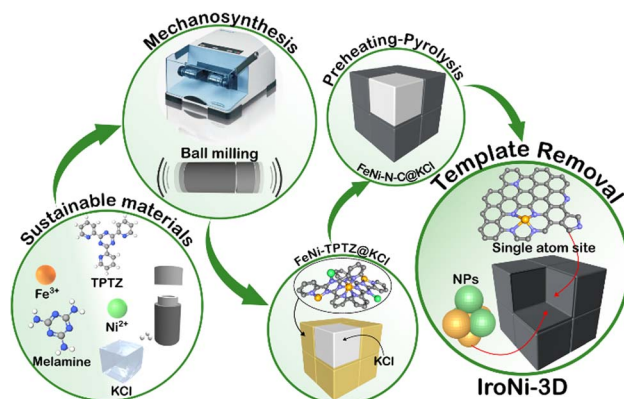 Sustainable materials
TPTZ
Fe³⁺
Ni²⁺
Melamine
KCl
Mechanosynthesis
Ball milling
FeNi-TPTZ@KCl
KCl
Preheating-Pyrolysis
FeNi-N-C@KCl
Template Removal
Single atom site
NPs
IroNi-3D